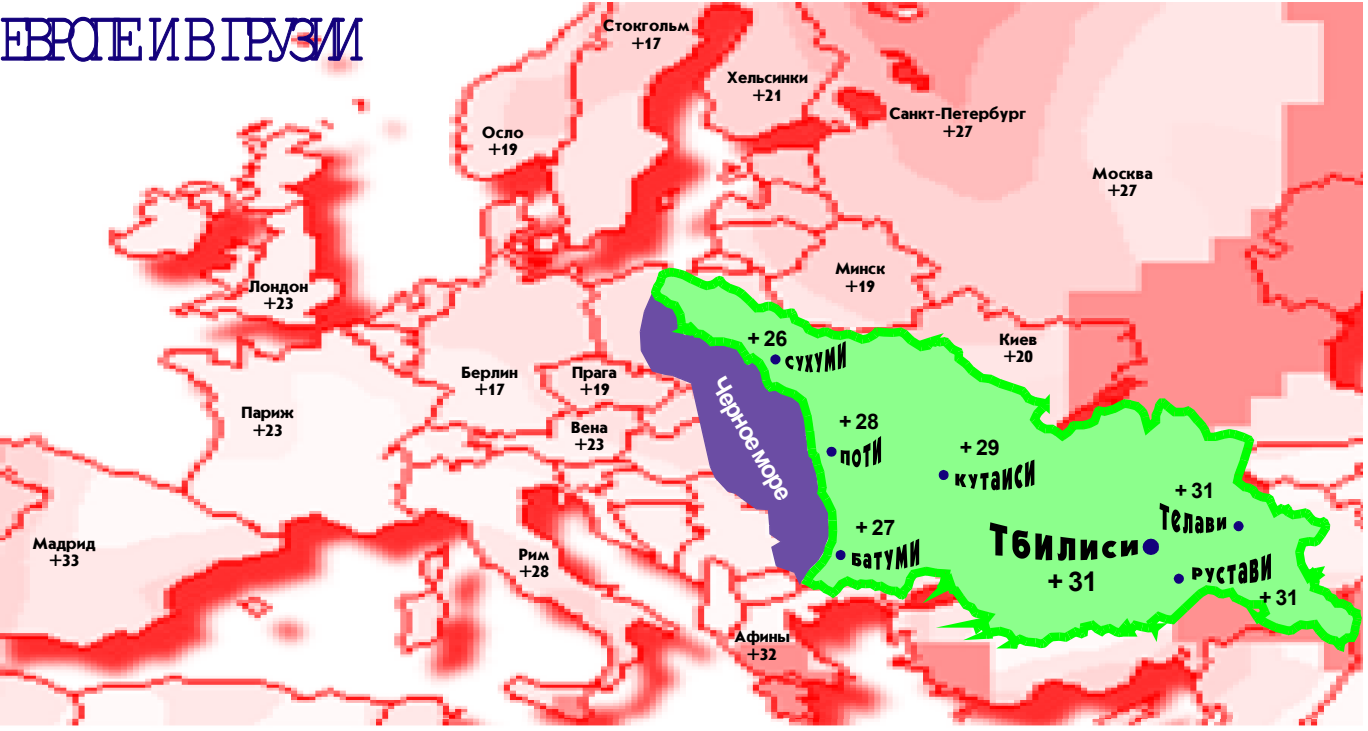 ЕВРОПЕ И В ГРУЗИИ
Стокгольм
+17
Хельсинки
+21
Санкт-Петербург
+27
Осло
+19
Москва
+27
Минск
+19
Лондон
+23
Киев
+20
+ 26
сухуми
Берлин
+17
Прага
+19
Париж
+23
Вена
+23
Черное море
+ 28
поти
+ 29
кутаиси
+ 31
Телави
Мадрид
+33
Рим
+28
+ 27
батуми
Тбилиси
+ 31
рустави
+ 31
Афины
+32